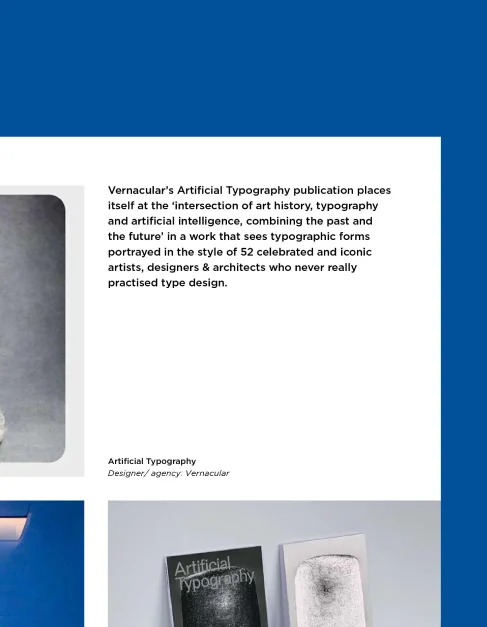 Vernacular's Artificial Typography publication places
itself at the ‘intersection of art history, typography
and artificial intelligence, combining the past and
the future’ in a work that sees typographic forms
portrayed in the style of 52 celebrated and iconic
artists, designers & architects who never really
practised type design.
Artificial Typography
Designer/ agency: Vernacular
Artificial
Typography